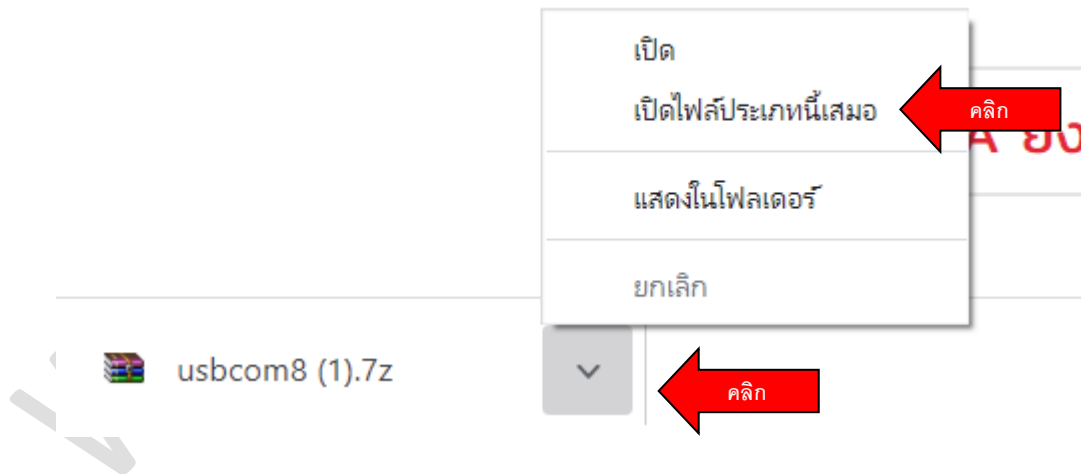 เปิด
เปิดไฟล์ประเภทนี้เสมอ
คลิก
A ยง
แสดงในโฟลเดอร์
ยกเลิก
usbcom8 (1).7z
คลิก